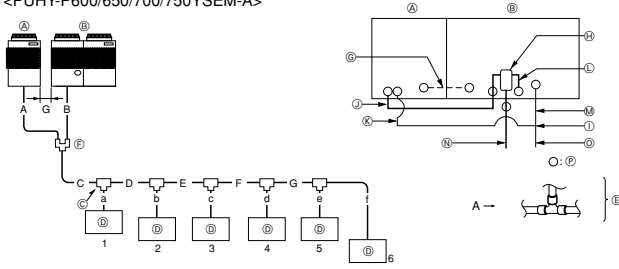 <PUHY-P600/650/700/750YSEM-A>
Ⓐ Ⓑ
A G B
Ⓕ
C D E F G
Ⓒ a b c d e f
Ⓓ Ⓓ Ⓓ Ⓓ Ⓓ Ⓓ
1 2 3 4 5 6
Ⓐ Ⓑ
Ⓖ Ⓗ
Ⓛ
Ⓙ
Ⓚ Ⓜ
Ⓘ
Ⓝ Ⓞ
: Ⓟ
A → Ⓔ